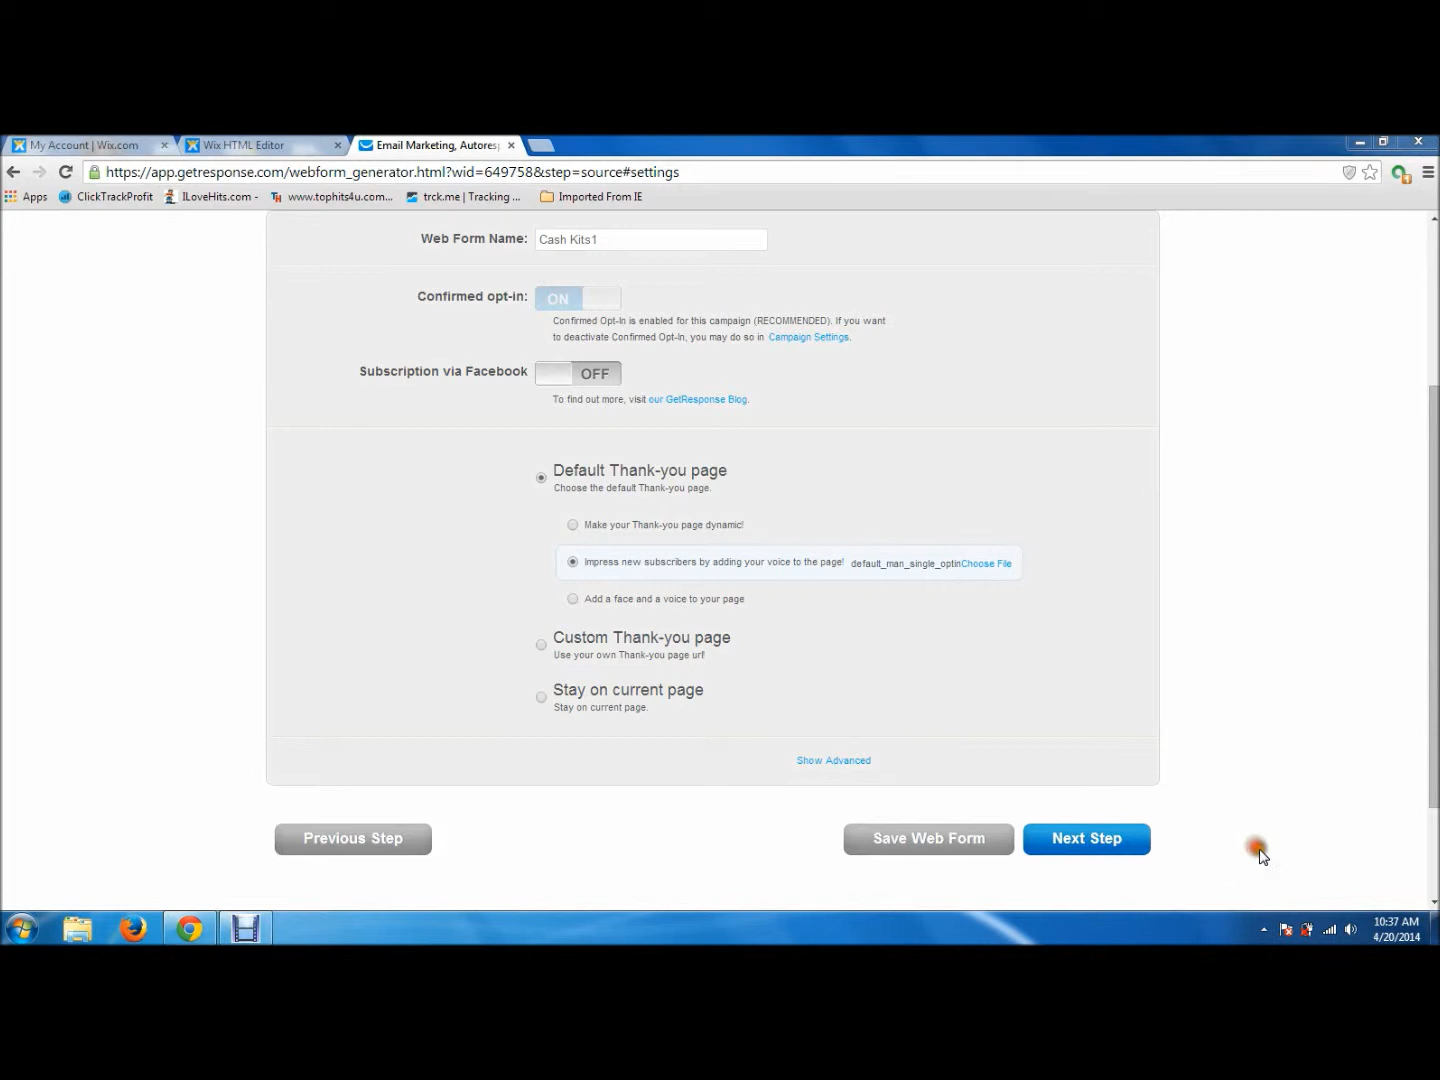 My Account | Wix.com
Wix HTML Editor
Email Marketing, Autores
https://app.getresponse.com/webform_generator.html?wid=649758&step=source#settings
Apps ClickTrackProfit ILoveHits.com - www.tophits4u.com... trck.me | Tracking ... Imported From IE
Web Form Name: Cash Kits1
Confirmed opt-in: ON
Confirmed Opt-In is enabled for this campaign (RECOMMENDED). If you want
to deactivate Confirmed Opt-In, you may do so in Campaign Settings.
Subscription via Facebook OFF
To find out more, visit our GetResponse Blog.
Default Thank-you page
Choose the default Thank-you page.
Make your Thank-you page dynamic!
Impress new subscribers by adding your voice to the page! default_man_single_optin Choose File
Add a face and a voice to your page
Custom Thank-you page
Use your own Thank-you page url!
Stay on current page
Stay on current page.
Show Advanced
Previous Step Save Web Form Next Step
10:37 AM
4/20/2014